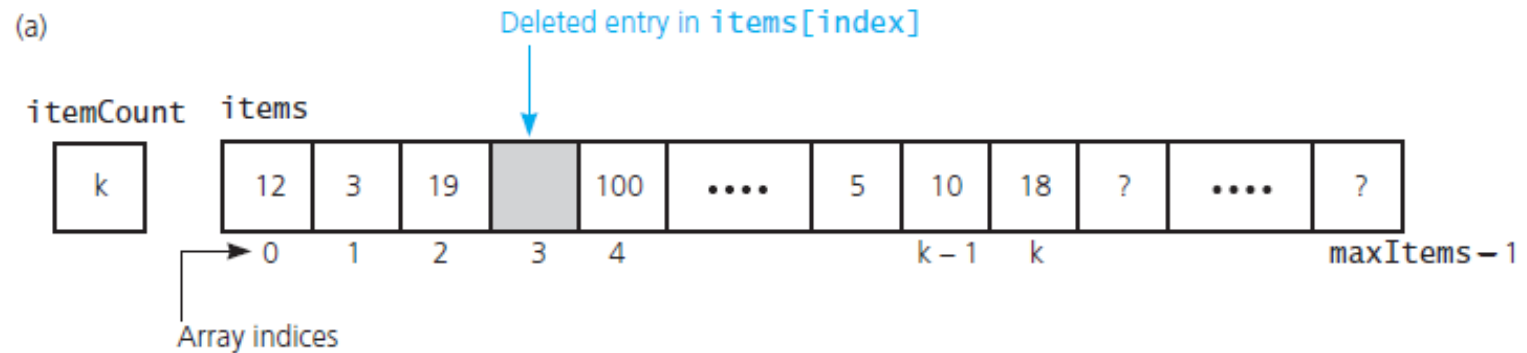 (a)
Deleted entry in items[index]
itemCount items
k 12 3 19 100 •••• 5 10 18 ? •••• ?
0 1 2 3 4 k – 1 k maxItems – 1
Array indices